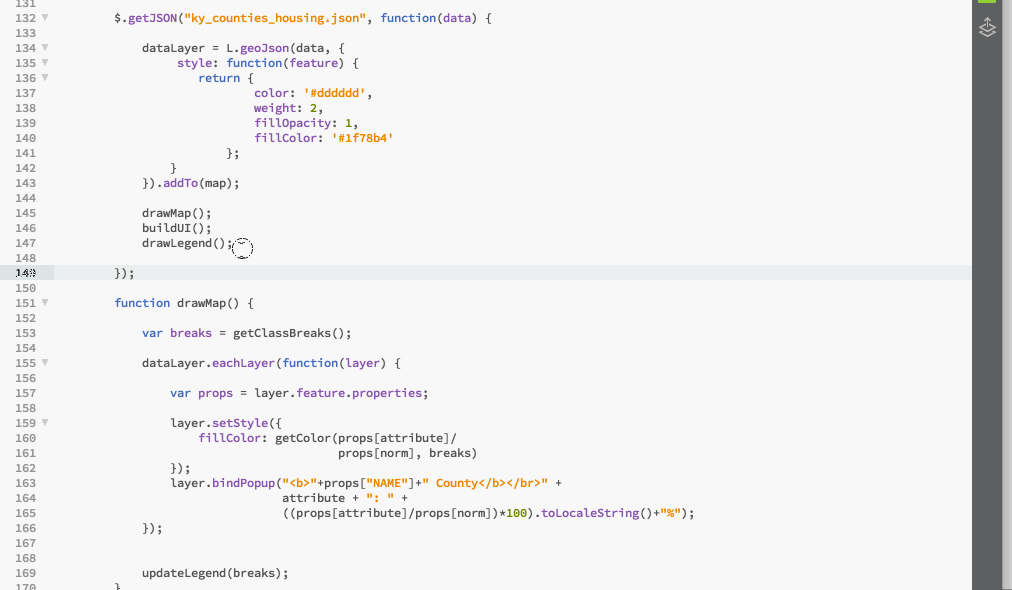 131
132 $.getJSON("ky_counties_housing.json", function(data) {
133
134 dataLayer = L.geoJson(data, {
135 style: function(feature) {
136 return {
137 color: '#dddddd',
138 weight: 2,
139 fillOpacity: 1,
140 fillColor: '#1f78b4'
141 };
142 }
143 }).addTo(map);
144
145 drawMap();
146 buildUI();
147 drawLegend();
148
149 });
150
151 function drawMap() {
152
153 var breaks = getClassBreaks();
154
155 dataLayer.eachLayer(function(layer) {
156
157 var props = layer.feature.properties;
158
159 layer.setStyle({
160 fillColor: getColor(props[attribute]/
161 props[norm], breaks)
162 });
163 layer.bindPopup("<b>"+props["NAME"]+" County</b></br>" +
164 attribute + ": " +
165 ((props[attribute]/props[norm])*100).toLocaleString()+"%");
166 });
167
168
169 updateLegend(breaks);
170 }